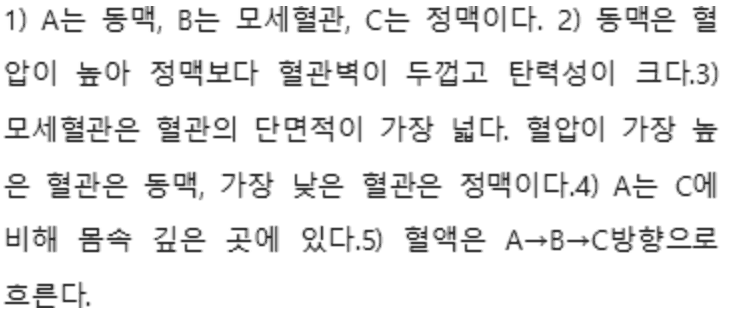 1) A는 동맥, B는 모세혈관, C는 정맥이다. 2) 동맥은 혈
압이 높아 정맥보다 혈관벽이 두껍고 탄력성이 크다.3)
모세혈관은 혈관의 단면적이 가장 넓다. 혈압이 가장 높
은 혈관은 동맥, 가장 낮은 혈관은 정맥이다.4) A는 C에
비해 몸속 깊은 곳에 있다.5) 혈액은 A→B→C방향으로
흐른다.